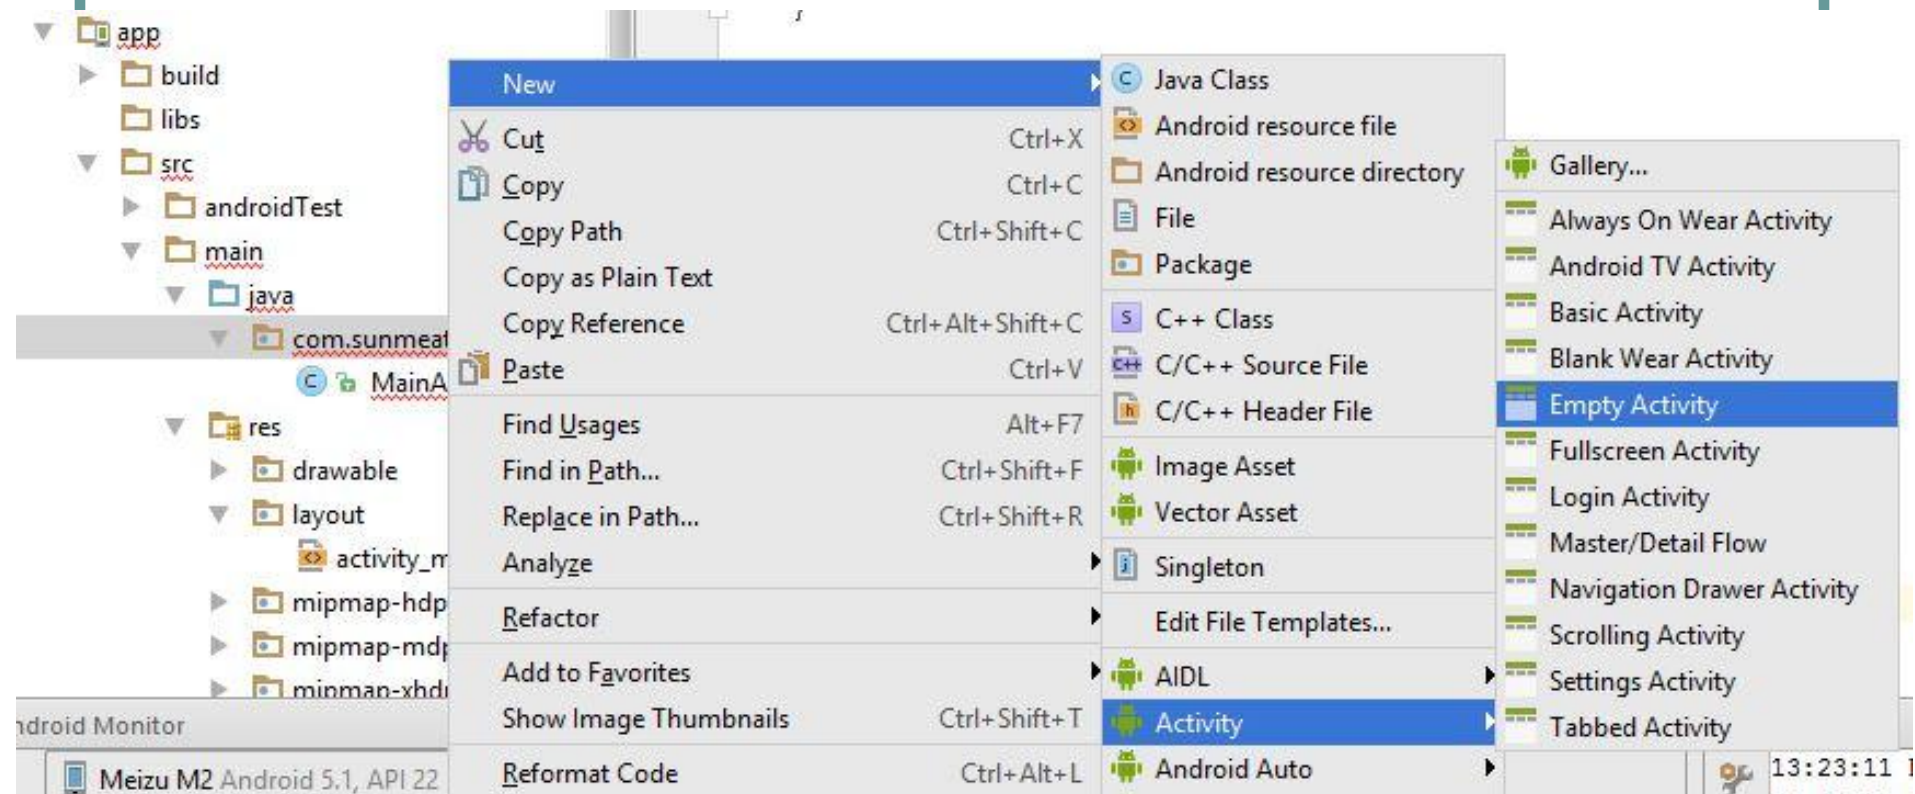 app
build
libs
src
androidTest
main
java
com.sunmeat
MainA
res
drawable
layout
activity_m
mipmap-hdp
mipmap-mdp
mipmap-xhd
ndroid Monitor
Meizu M2 Android 5.1, API 22
New
Cut Ctrl+X
Copy Ctrl+C
Copy Path Ctrl+Shift+C
Copy as Plain Text
Copy Reference Ctrl+Alt+Shift+C
Paste Ctrl+V
Find Usages Alt+F7
Find in Path... Ctrl+Shift+F
Replace in Path... Ctrl+Shift+R
Analyze
Refactor
Add to Favorites
Show Image Thumbnails Ctrl+Shift+T
Reformat Code Ctrl+Alt+L
Java Class
Android resource file
Android resource directory
File
Package
C++ Class
C/C++ Source File
C/C++ Header File
Image Asset
Vector Asset
Singleton
Edit File Templates...
AIDL
Activity
Android Auto
Gallery...
Always On Wear Activity
Android TV Activity
Basic Activity
Blank Wear Activity
Empty Activity
Fullscreen Activity
Login Activity
Master/Detail Flow
Navigation Drawer Activity
Scrolling Activity
Settings Activity
Tabbed Activity
13:23:11